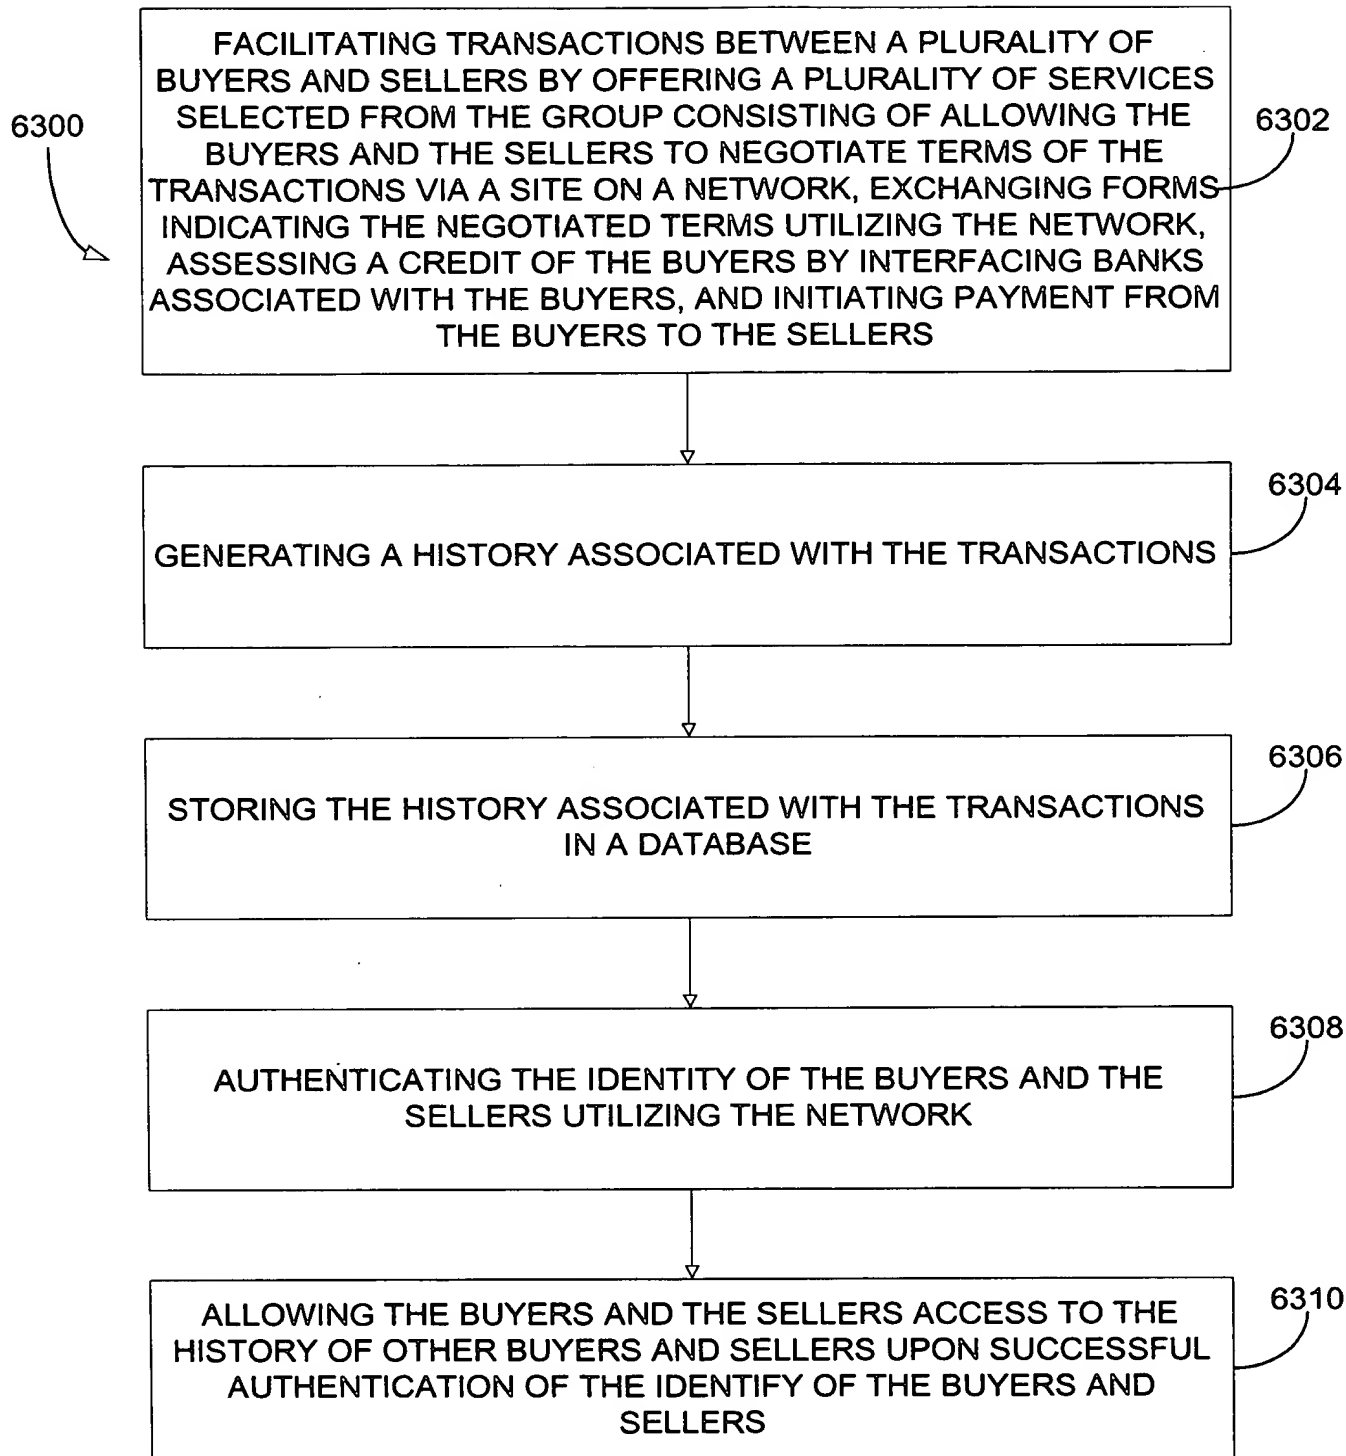 FACILITATING TRANSACTIONS BETWEEN A PLURALITY OF
BUYERS AND SELLERS BY OFFERING A PLURALITY OF SERVICES
SELECTED FROM THE GROUP CONSISTING OF ALLOWING THE
BUYERS AND THE SELLERS TO NEGOTIATE TERMS OF THE
TRANSACTIONS VIA A SITE ON A NETWORK, EXCHANGING FORMS
INDICATING THE NEGOTIATED TERMS UTILIZING THE NETWORK,
ASSESSING A CREDIT OF THE BUYERS BY INTERFACING BANKS
ASSOCIATED WITH THE BUYERS, AND INITIATING PAYMENT FROM
THE BUYERS TO THE SELLERS
6300
6302
GENERATING A HISTORY ASSOCIATED WITH THE TRANSACTIONS
6304
STORING THE HISTORY ASSOCIATED WITH THE TRANSACTIONS
IN A DATABASE
6306
AUTHENTICATING THE IDENTITY OF THE BUYERS AND THE
SELLERS UTILIZING THE NETWORK
6308
ALLOWING THE BUYERS AND THE SELLERS ACCESS TO THE
HISTORY OF OTHER BUYERS AND SELLERS UPON SUCCESSFUL
AUTHENTICATION OF THE IDENTIFY OF THE BUYERS AND
SELLERS
6310